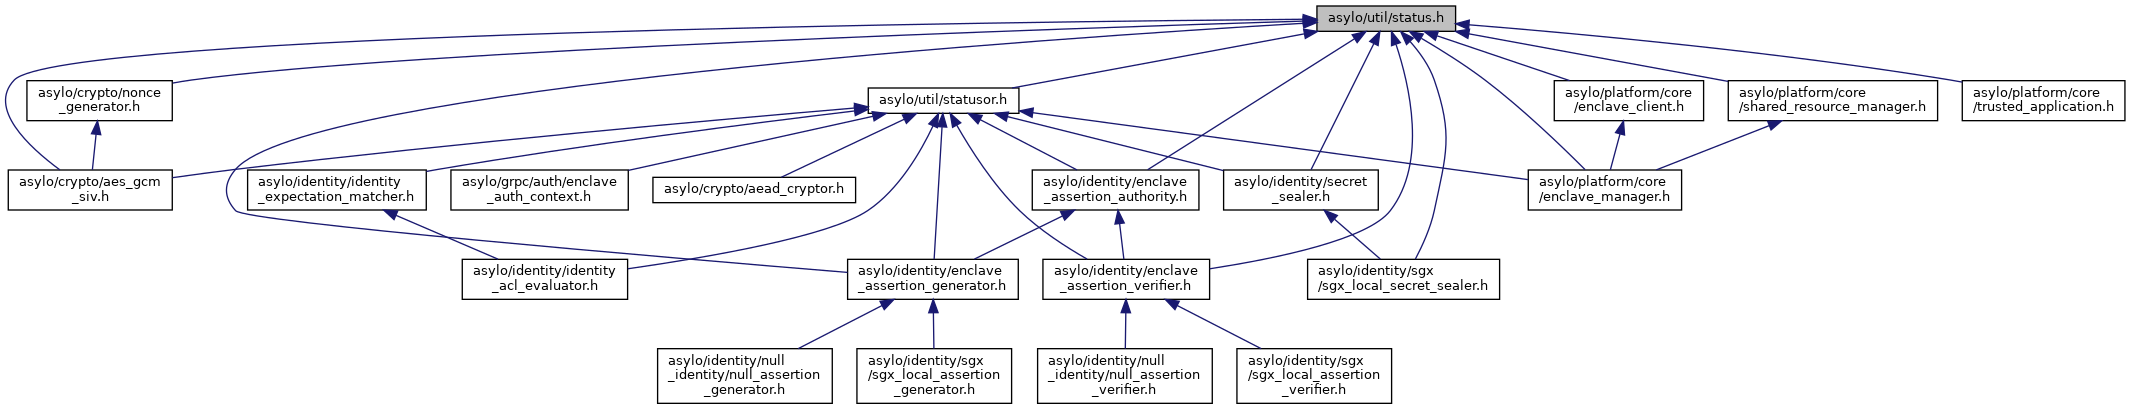 asylo/util/status.h
asylo/crypto/nonce
_generator.h
asylo/util/statusor.h
asylo/platform/core
/enclave_client.h
asylo/platform/core
/shared_resource_manager.h
asylo/platform/core
/trusted_application.h
asylo/crypto/aes_gcm
_siv.h
asylo/identity/identity
_expectation_matcher.h
asylo/grpc/auth/enclave
_auth_context.h
asylo/crypto/aead_cryptor.h
asylo/identity/enclave
_assertion_authority.h
asylo/identity/secret
_sealer.h
asylo/platform/core
/enclave_manager.h
asylo/identity/identity
_acl_evaluator.h
asylo/identity/enclave
_assertion_generator.h
asylo/identity/enclave
_assertion_verifier.h
asylo/identity/sgx
/sgx_local_secret_sealer.h
asylo/identity/null
_identity/null_assertion
_generator.h
asylo/identity/sgx
/sgx_local_assertion
_generator.h
asylo/identity/null
_identity/null_assertion
_verifier.h
asylo/identity/sgx
/sgx_local_assertion
_verifier.h